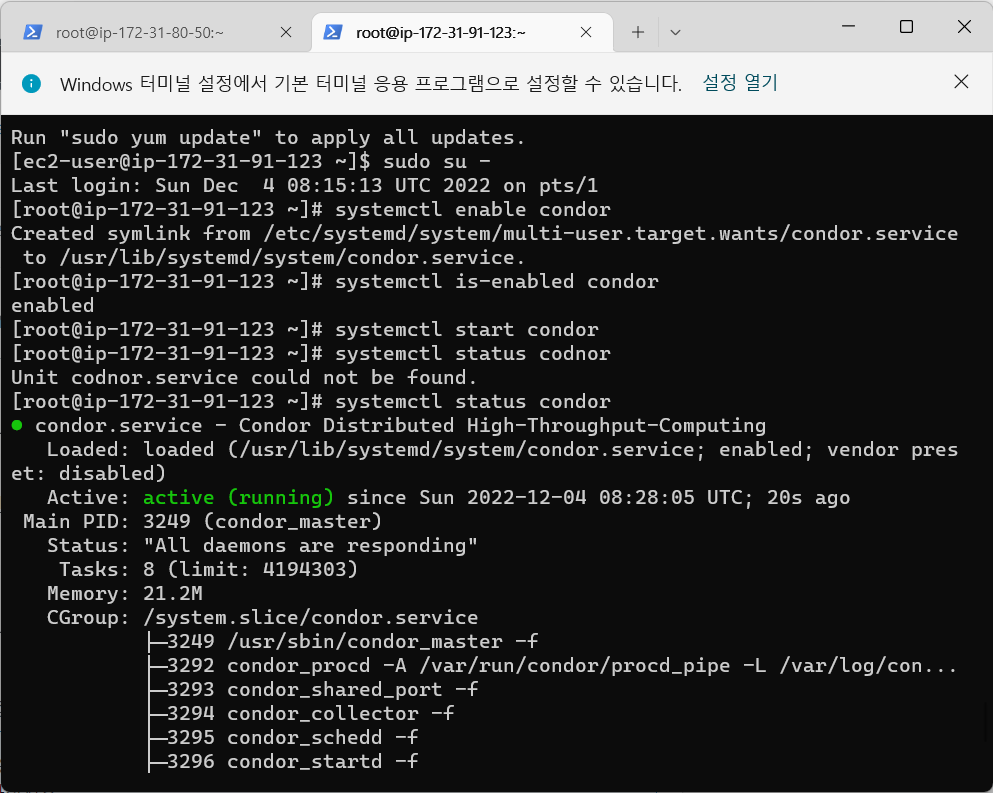 root@ip-172-31-80-50:~
root@ip-172-31-91-123:~
Windows 터미널 설정에서 기본 터미널 응용 프로그램으로 설정할 수 있습니다. 설정 열기
Run "sudo yum update" to apply all updates.
[ec2-user@ip-172-31-91-123 ~]$ sudo su -
Last login: Sun Dec  4 08:15:13 UTC 2022 on pts/1
[root@ip-172-31-91-123 ~]# systemctl enable condor
Created symlink from /etc/systemd/system/multi-user.target.wants/condor.service
 to /usr/lib/systemd/system/condor.service.
[root@ip-172-31-91-123 ~]# systemctl is-enabled condor
enabled
[root@ip-172-31-91-123 ~]# systemctl start condor
[root@ip-172-31-91-123 ~]# systemctl status codnor
Unit codnor.service could not be found.
[root@ip-172-31-91-123 ~]# systemctl status condor
● condor.service - Condor Distributed High-Throughput-Computing
   Loaded: loaded (/usr/lib/systemd/system/condor.service; enabled; vendor pres
et: disabled)
   Active: active (running) since Sun 2022-12-04 08:28:05 UTC; 20s ago
 Main PID: 3249 (condor_master)
   Status: "All daemons are responding"
    Tasks: 8 (limit: 4194303)
   Memory: 21.2M
   CGroup: /system.slice/condor.service
           ├─3249 /usr/sbin/condor_master -f
           ├─3292 condor_procd -A /var/run/condor/procd_pipe -L /var/log/con...
           ├─3293 condor_shared_port -f
           ├─3294 condor_collector -f
           ├─3295 condor_schedd -f
           ├─3296 condor_startd -f